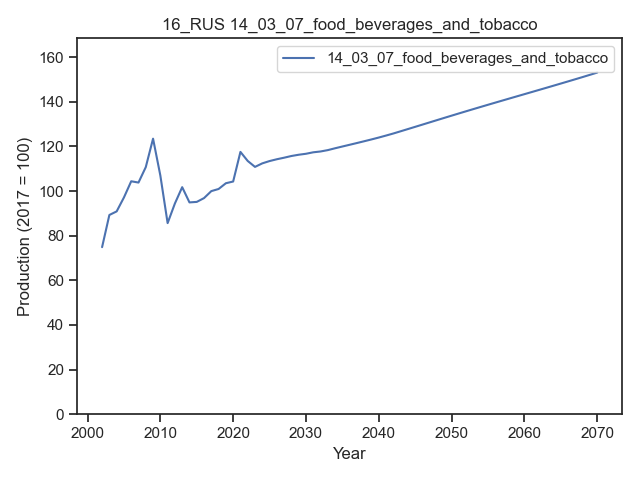 16_RUS 14_03_07_food_beverages_and_tobacco
14_03_07_food_beverages_and_tobacco
160
140
120
100
80
60
40
20
0
Production (2017 = 100)
2000 2010 2020 2030 2040 2050 2060 2070
Year